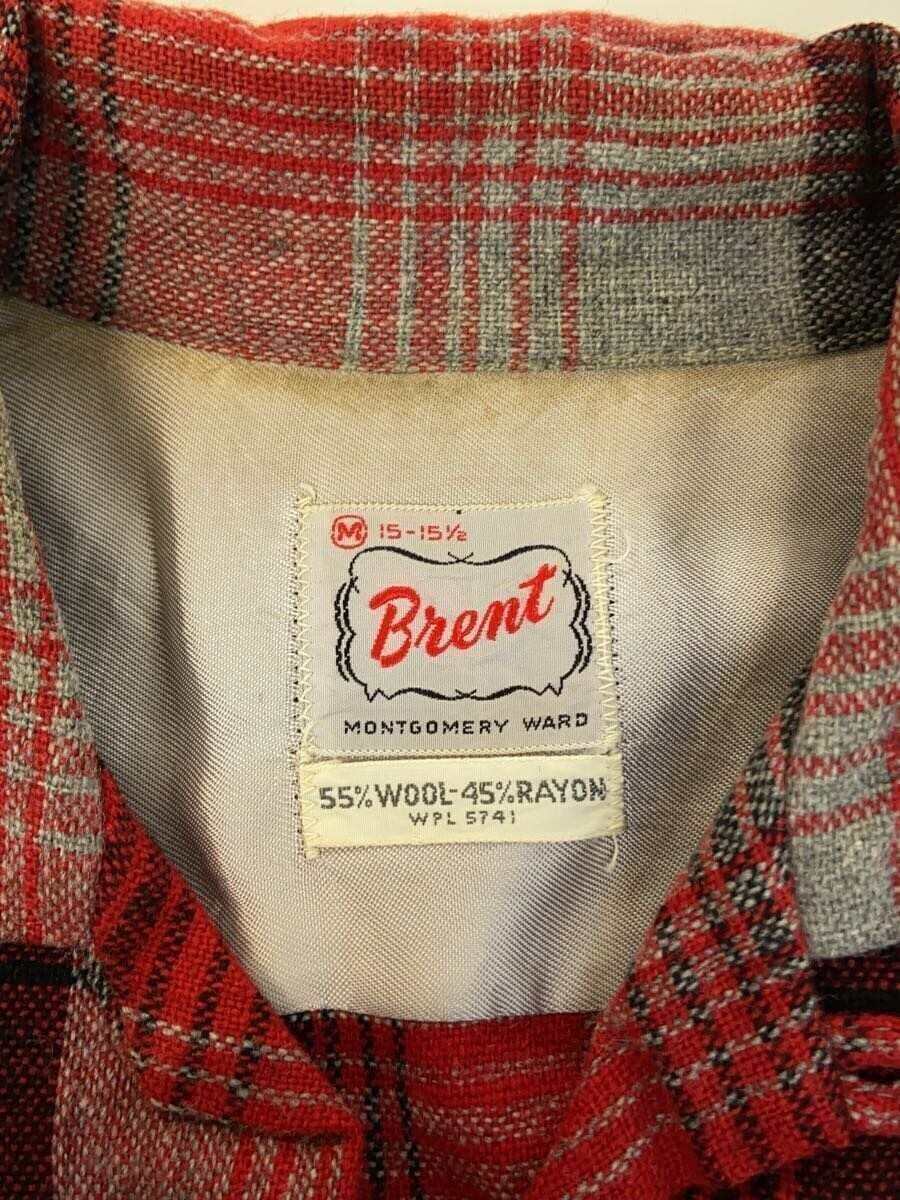 M 15-15½
Brent
MONTGOMERY WARD
55% WOOL-45% RAYON
WPL 5741